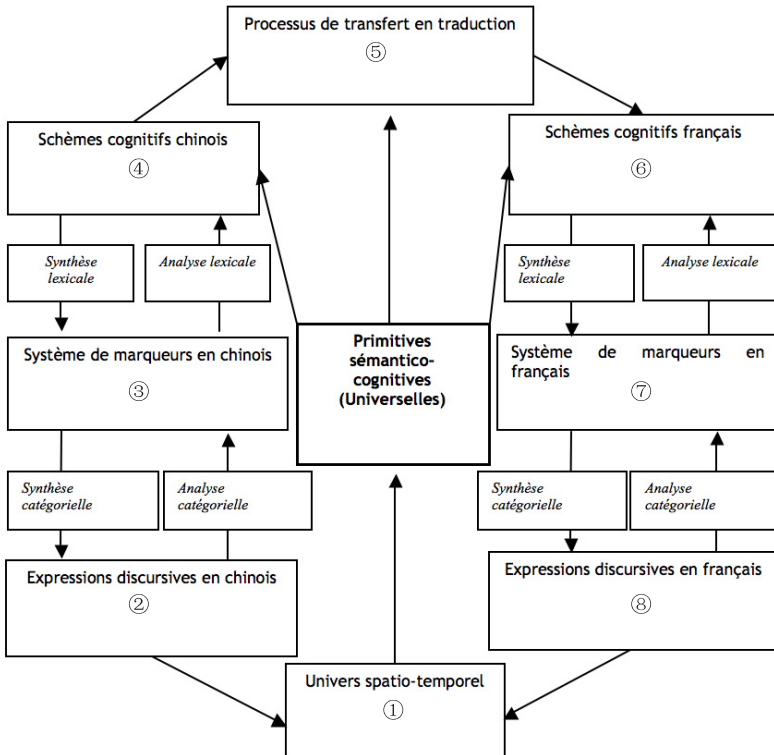 Processus de transfert en traduction
⑤
Schèmes cognitifs chinois
④
Schèmes cognitifs français
⑥
Synthèse
lexicale
Analyse lexicale
Synthèse
lexicale
Analyse lexicale
Système de marqueurs en chinois
③
Primitives
sémantico-
cognitives
(Universelles)
Système de marqueurs en
français
⑦
Synthèse
catégorielle
Analyse
catégorielle
Synthèse
catégorielle
Analyse
catégorielle
Expressions discursives en chinois
②
Expressions discursives en français
⑧
Univers spatio-temporel
①